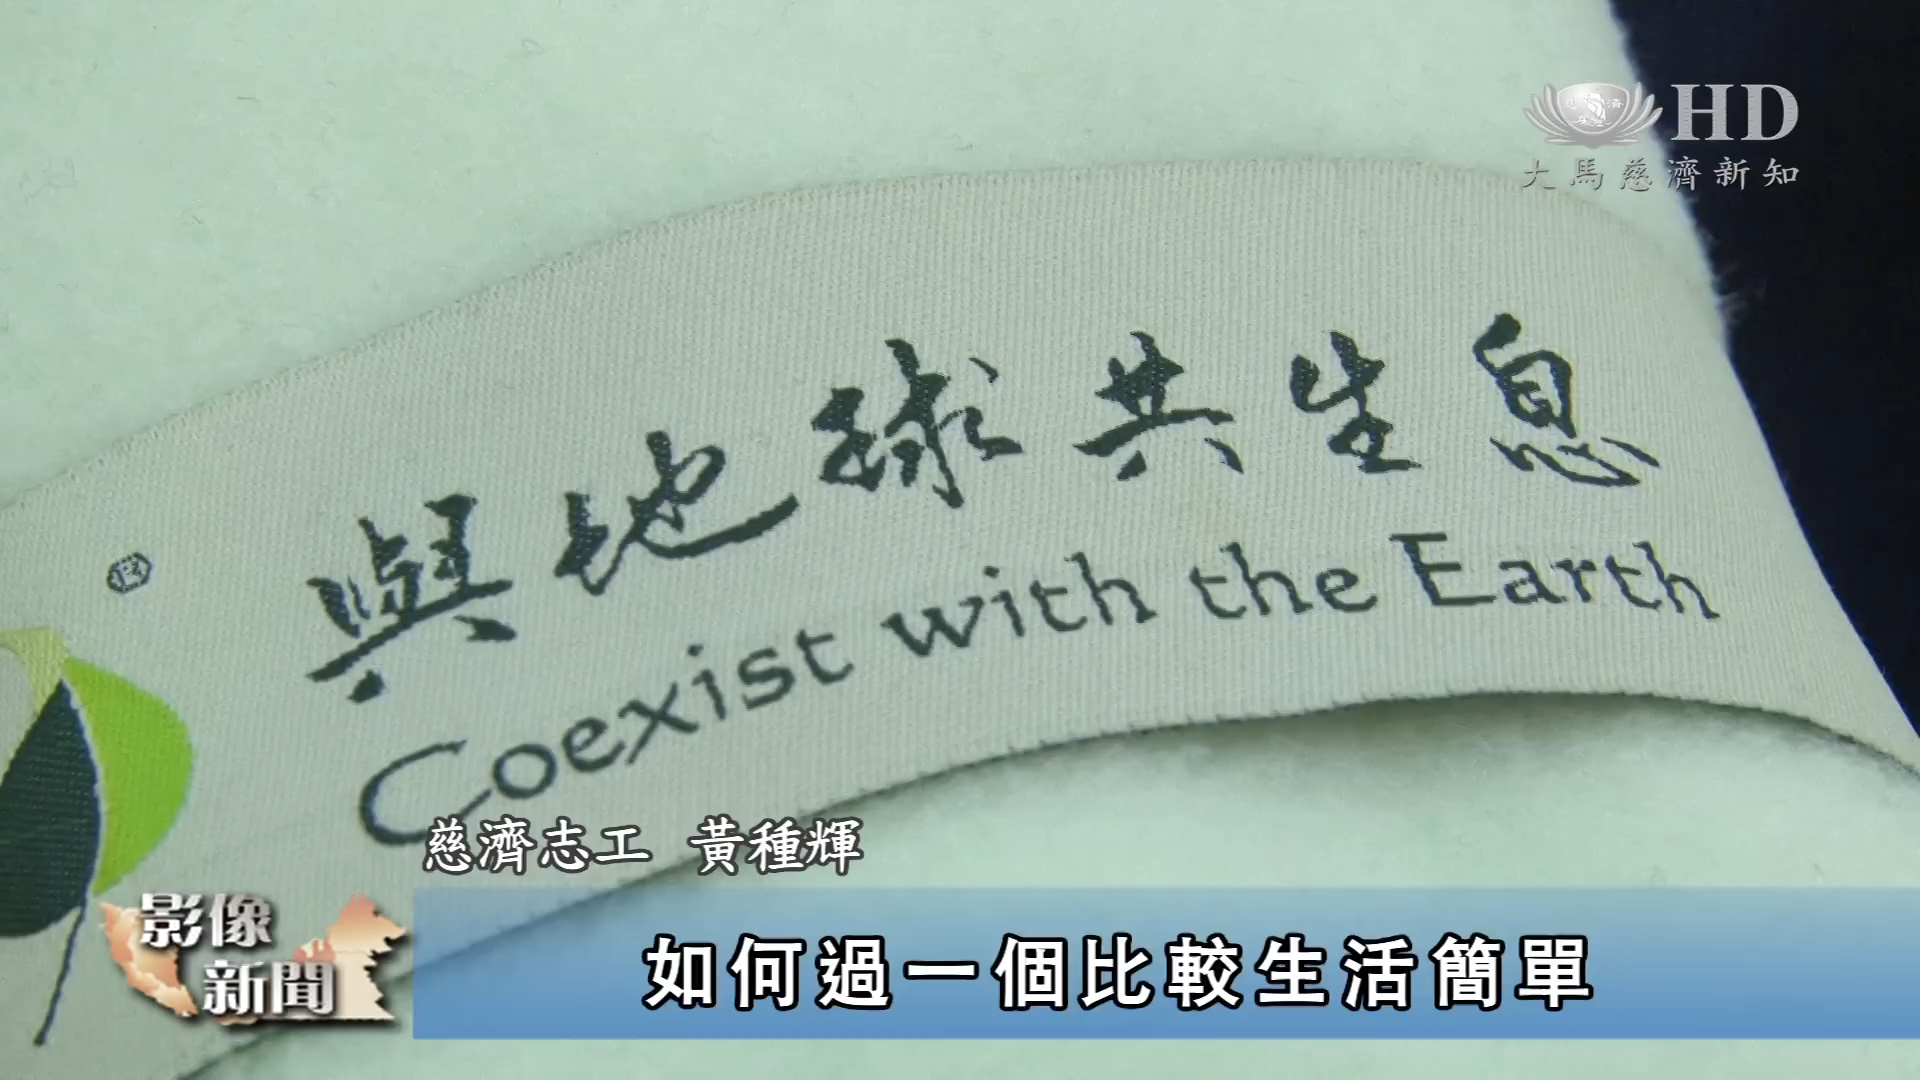 HD
大馬慈濟新知
與地球共生息
®
Coexist with the Earth
慈濟志工 黃種輝
影像
新聞
如何過一個比較生活簡單